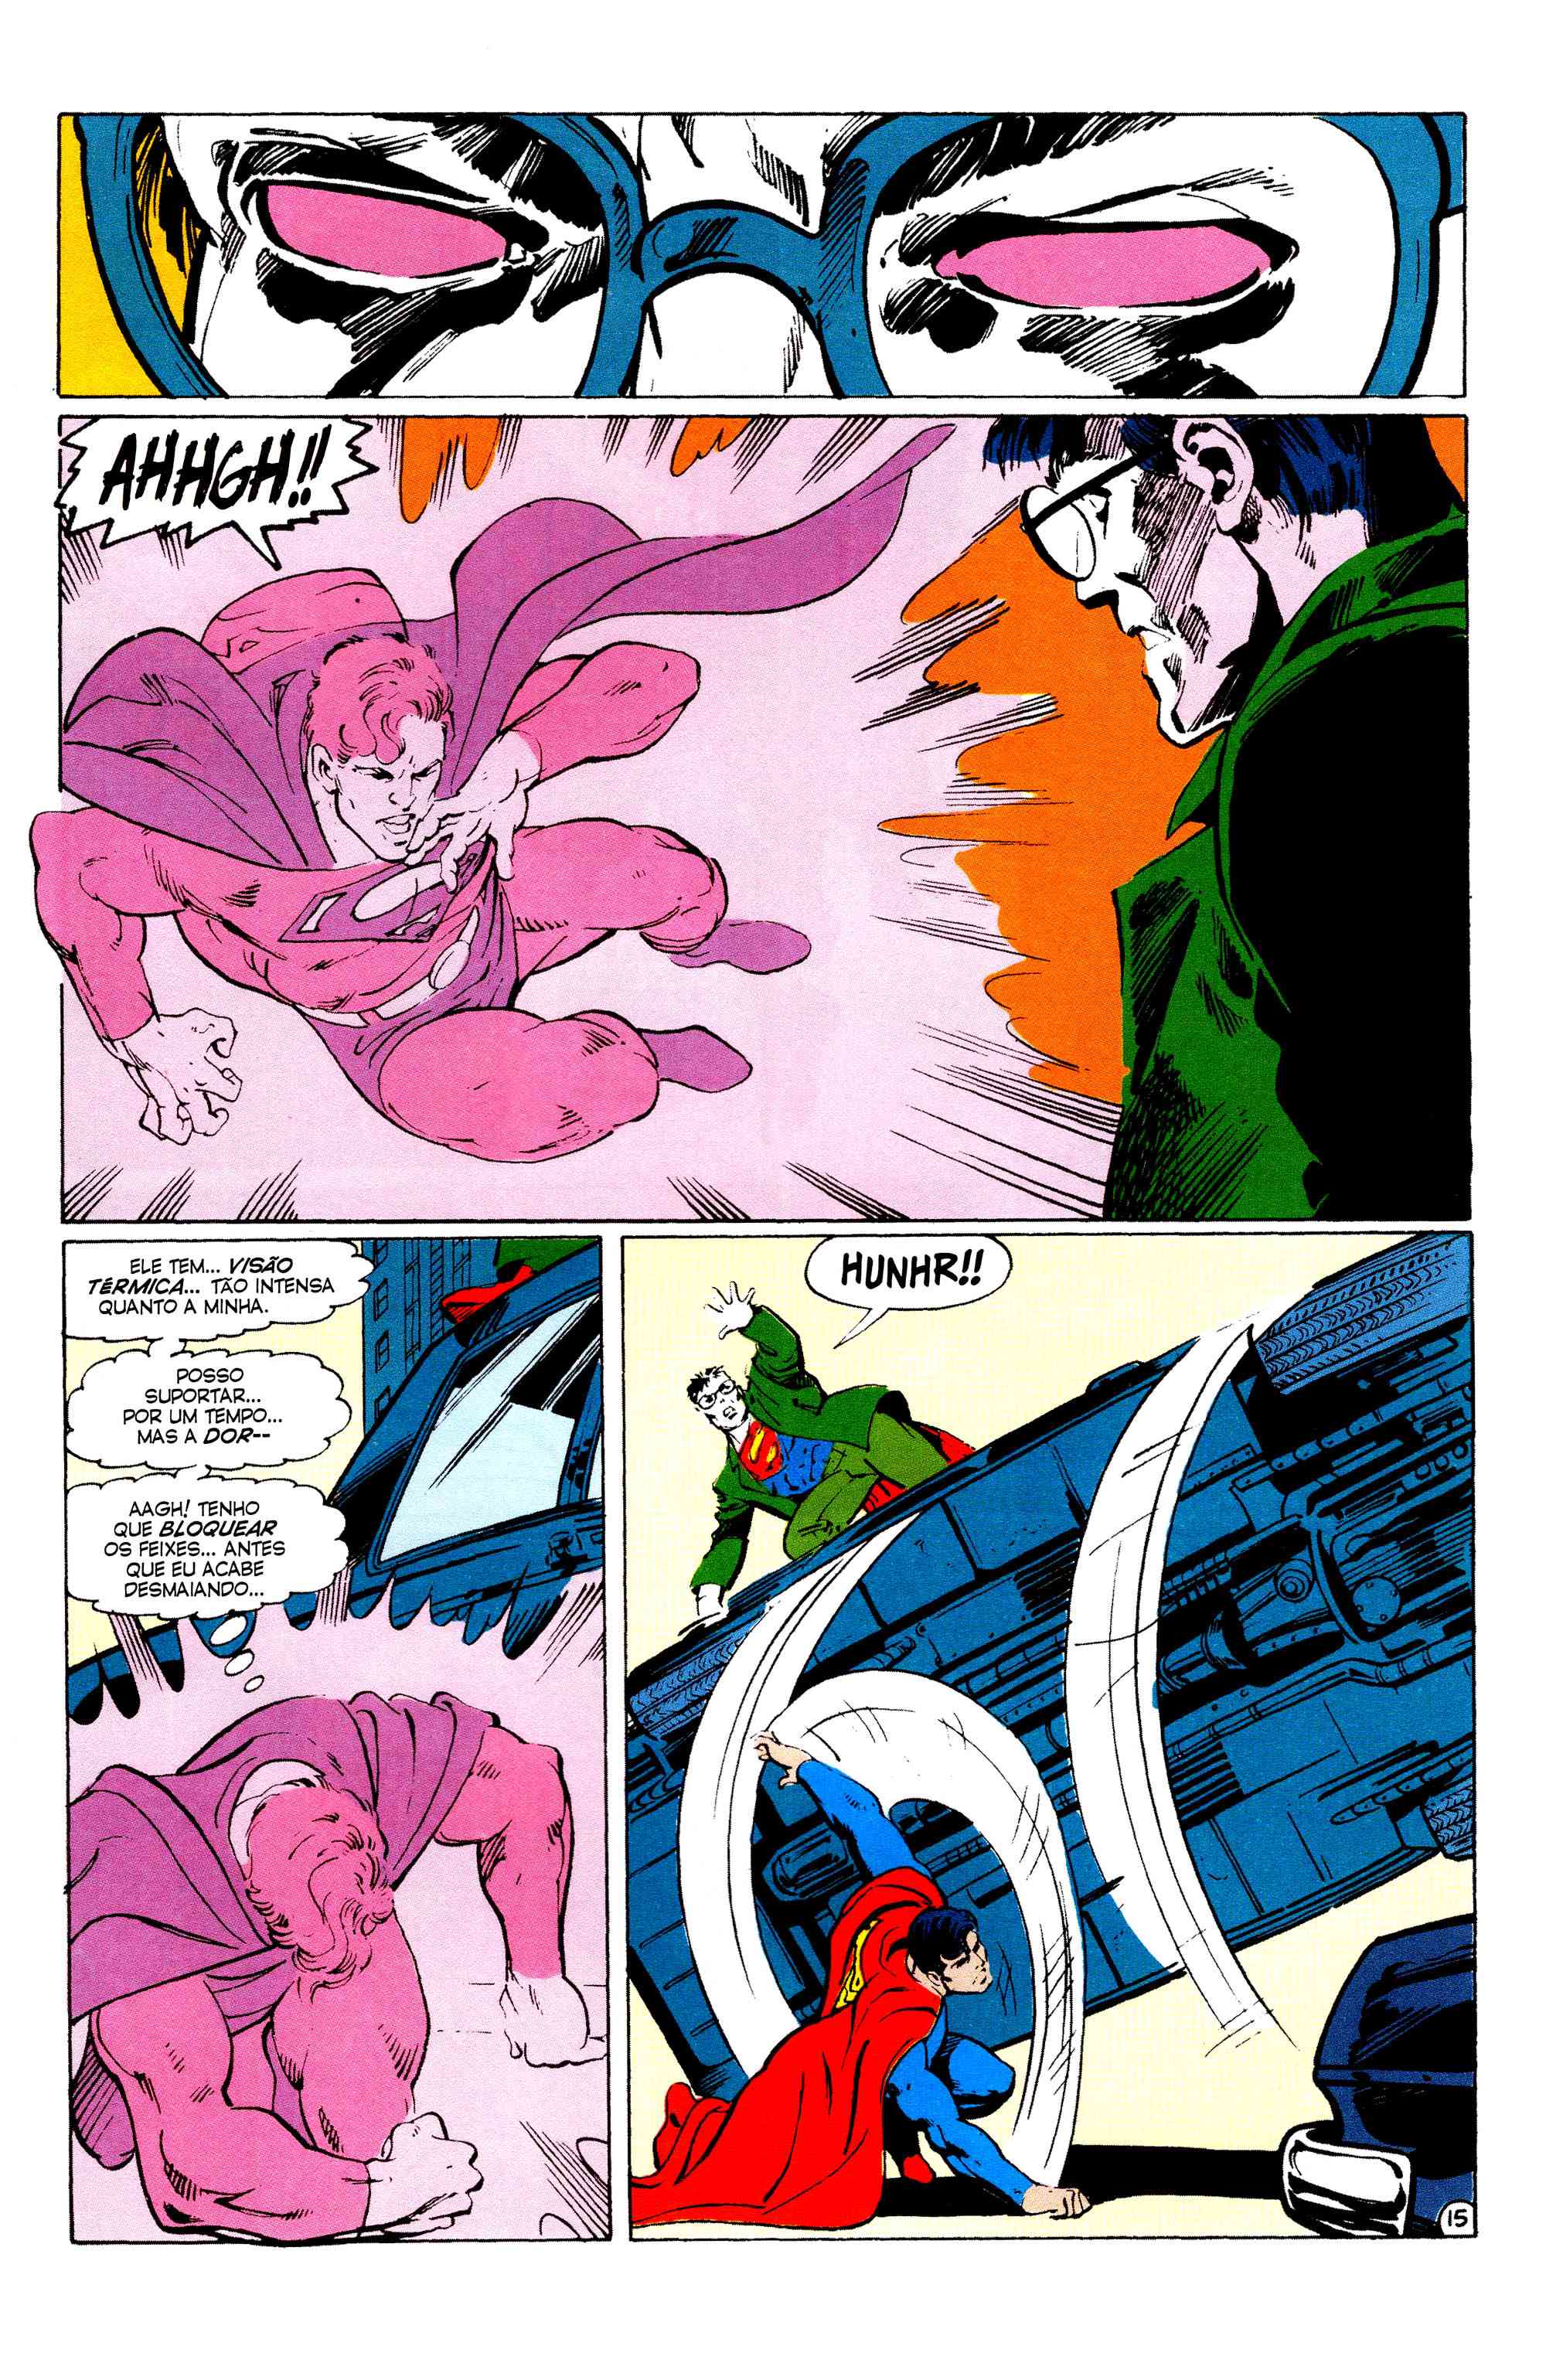 AHHGH!!
ELE TEM... VISÃO
TÉRMICA... TÃO INTENSA
QUANTO A MINHA.
POSSO
SUPORTAR...
POR UM TEMPO...
MAS A DOR--
AAGH! TENHO
QUE BLOQUEAR
OS FEIXES... ANTES
QUE EU ACABE
DESMAIANDO...
HUNHR!!
15